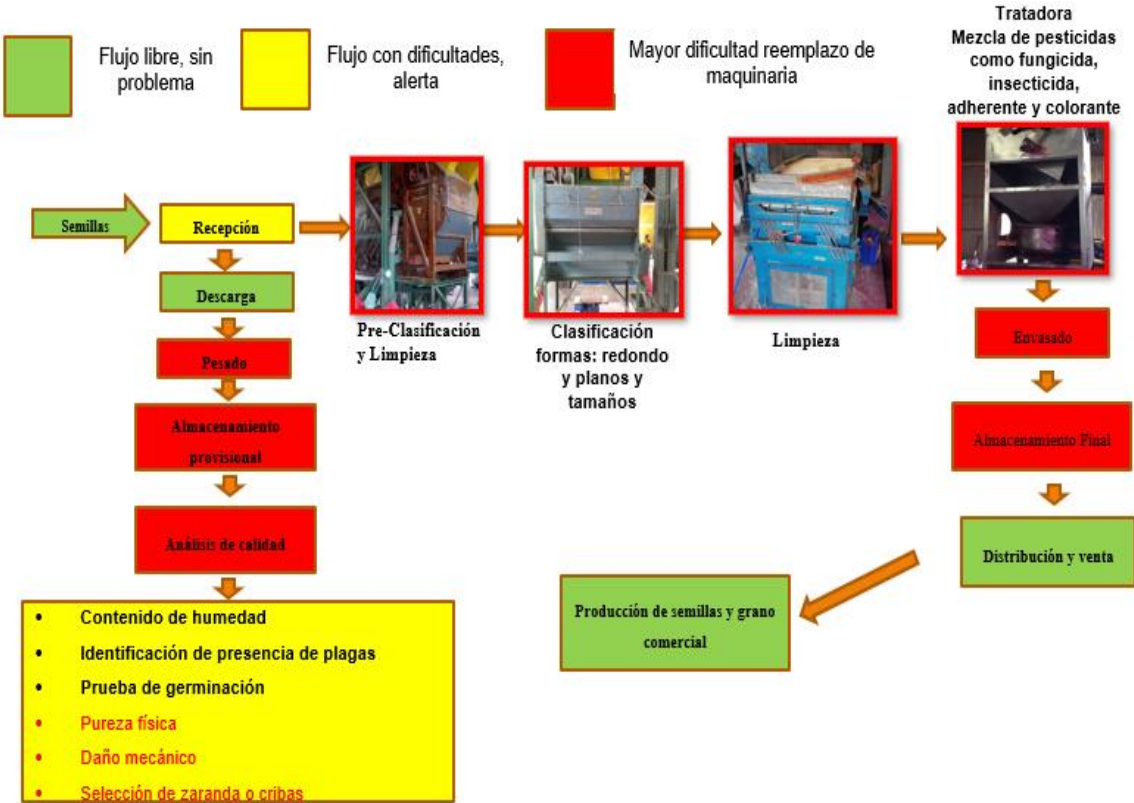 Flujo libre, sin
problema
Flujo con dificultades,
alerta
Mayor dificultad reemplazo de
maquinaria
Tratadora
Mezcla de pesticidas
como fungicida,
insecticida,
adherente y colorante
Semillas
Recepción
Descarga
Pesado
Almacenamiento
provisional
Análisis de calidad
• Contenido de humedad
• Identificación de presencia de plagas
• Prueba de germinación
• Pureza física
• Daño mecánico
• Selección de zaranda o cribas
Pre-Clasificación
y Limpieza
Clasificación
formas: redondo
y planos y
tamaños
Limpieza
Envasado
Almacenamiento Final
Distribución y venta
Producción de semillas y grano
comercial